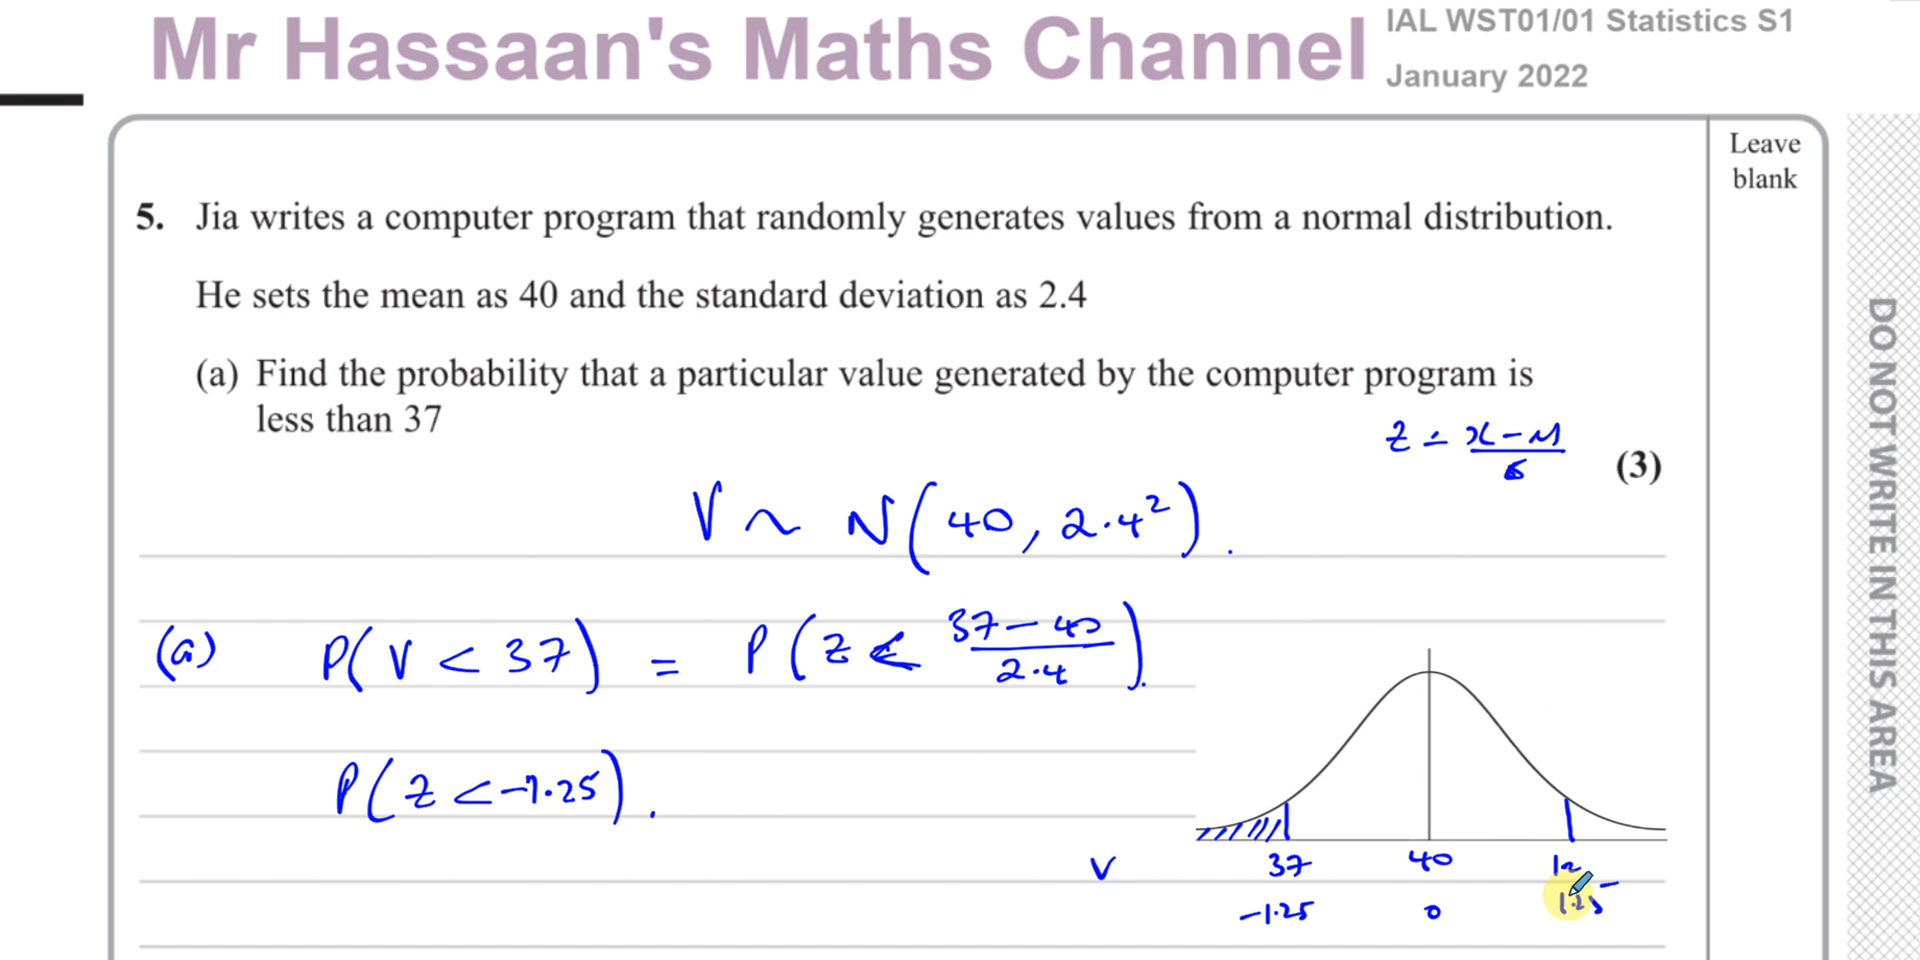 Mr Hassaan's Maths Channel
IAL WST01/01 Statistics S1
January 2022
Leave
blank
5. Jia writes a computer program that randomly generates values from a normal distribution.
He sets the mean as 40 and the standard deviation as 2.4
(a) Find the probability that a particular value generated by the computer program is
less than 37
z = x-μ/σ
(3)
V ~ N(40, 2.4²).
(a) P(V < 37) = P(Z < 37-40/2.4).
P(Z < -1.25).
V 37 40
-1.25 0 1.25
DO NOT WRITE IN THIS AREA